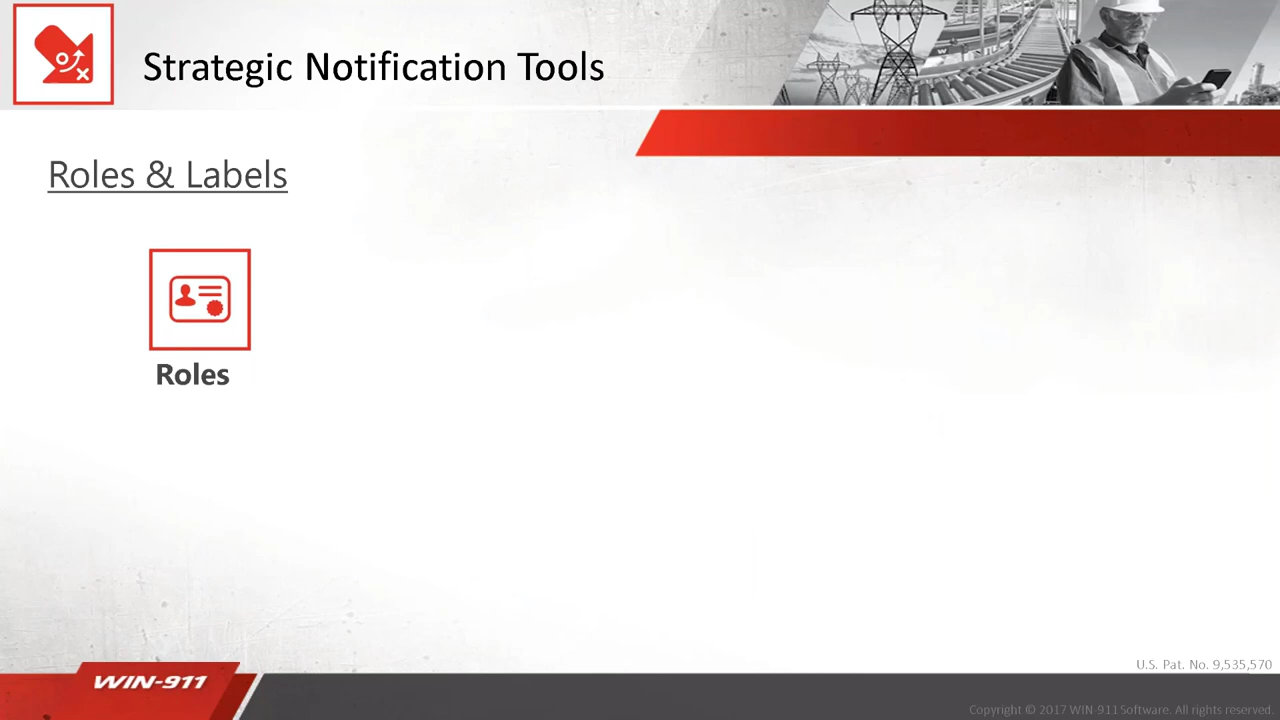 Strategic Notification Tools
Roles & Labels
Roles
U.S. Pat. No. 9,535,570
WIN-911
Copyright © 2017 WIN-911 Software. All rights reserved.